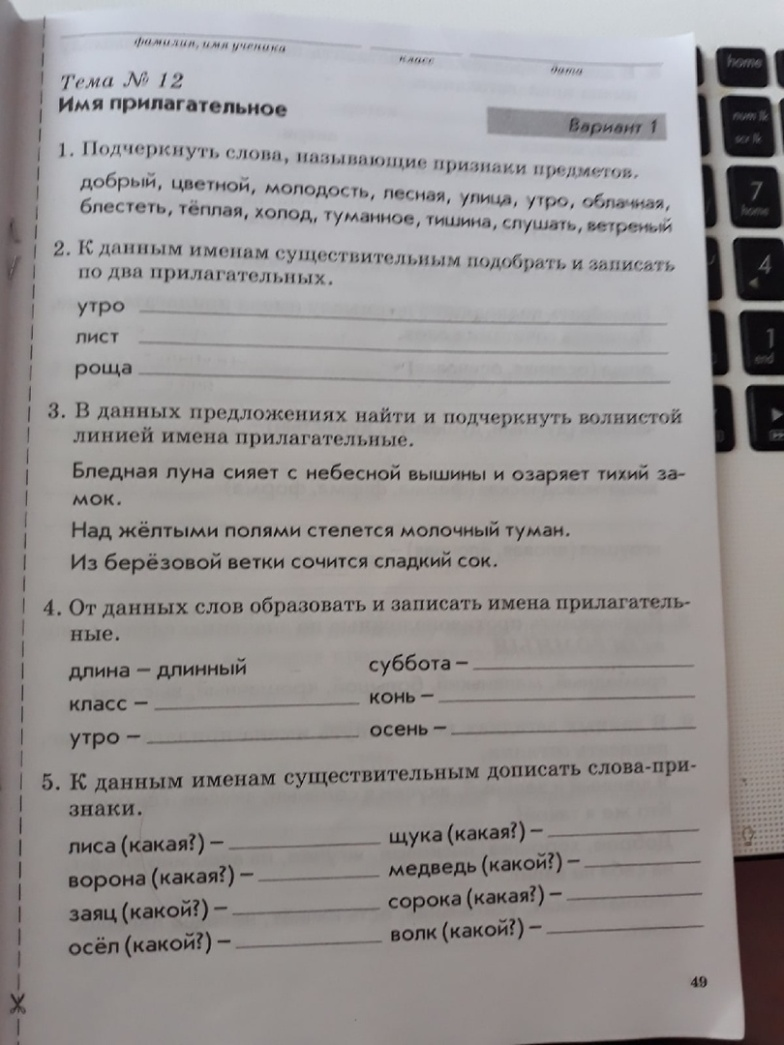 фамилия, имя ученика класс дата
Тема № 12
Имя прилагательное
Вариант 1
1. Подчеркнуть слова, называющие признаки предметов.
добрый, цветной, молодость, лесная, улица, утро, облачная,
блестеть, тёплая, холод, туманное, тишина, слушать, ветреный
2. К данным именам существительным подобрать и записать
по два прилагательных.
утро
лист
роща
3. В данных предложениях найти и подчеркнуть волнистой
линией имена прилагательные.
Бледная луна сияет с небесной вышины и озаряет тихий за-
мок.
Над жёлтыми полями стелется молочный туман.
Из берёзовой ветки сочится сладкий сок.
4. От данных слов образовать и записать имена прилагатель-
ные.
длина – длинный суббота –
класс – конь –
утро – осень –
5. К данным именам существительным дописать слова-при-
знаки.
лиса (какая?) – щука (какая?) –
ворона (какая?) – медведь (какой?) –
заяц (какой?) – сорока (какая?) –
осёл (какой?) – волк (какой?) –
49
home
num lk
scr lk
7
home
4
1
end